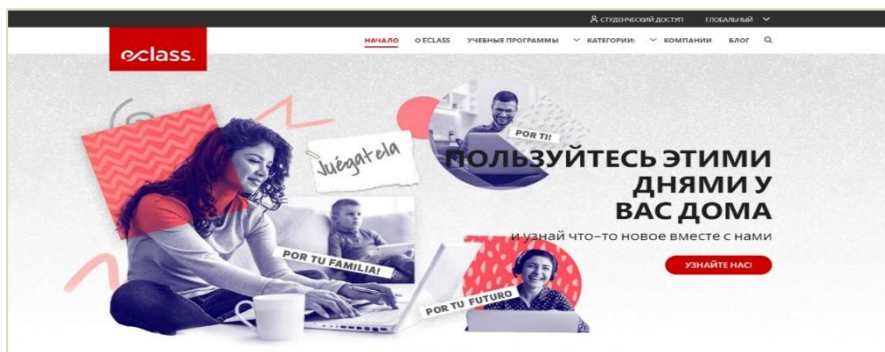 СТУДЕНЧЕСКИЙ ДОСТУП ГЛОБАЛЬНЫЙ
eclass.
НАЧАЛО О ECLASS УЧЕБНЫЕ ПРОГРАММЫ КАТЕГОРИИ: КОМПАНИИ БЛОГ
POR TI!
Juégatela
ПОЛЬЗУЙТЕСЬ ЭТИМИ
ДНЯМИ У
ВАС ДОМА
и узнай что-то новое вместе с нами
POR TU FAMILIA!
УЗНАЙТЕ НАС!
POR TU FUTURO